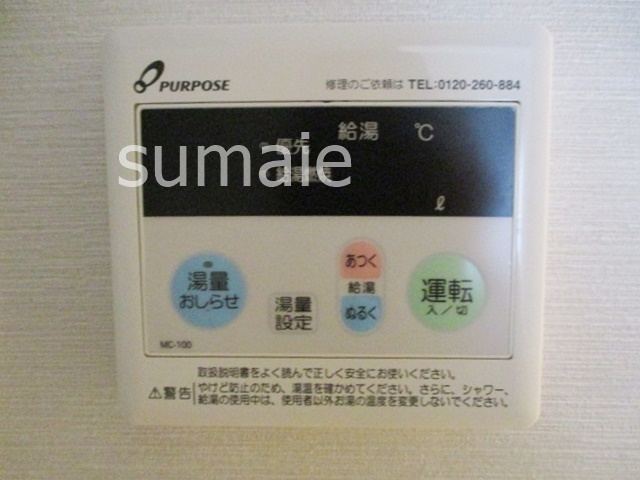 PURPOSE
修理のご依頼は TEL:0120-260-884
給湯 ℃
優先
sumaie
ℓ
湯量
おしらせ
湯量
設定
あつく
給湯
ぬるく
運転
入/切
MC-100
取扱説明書をよく読んで正しく安全にお使いください。
⚠警告
やけど防止のため、湯温を確かめてください。さらに、シャワー、
給湯の使用中は、使用者以外お湯の温度を変更しないでください。